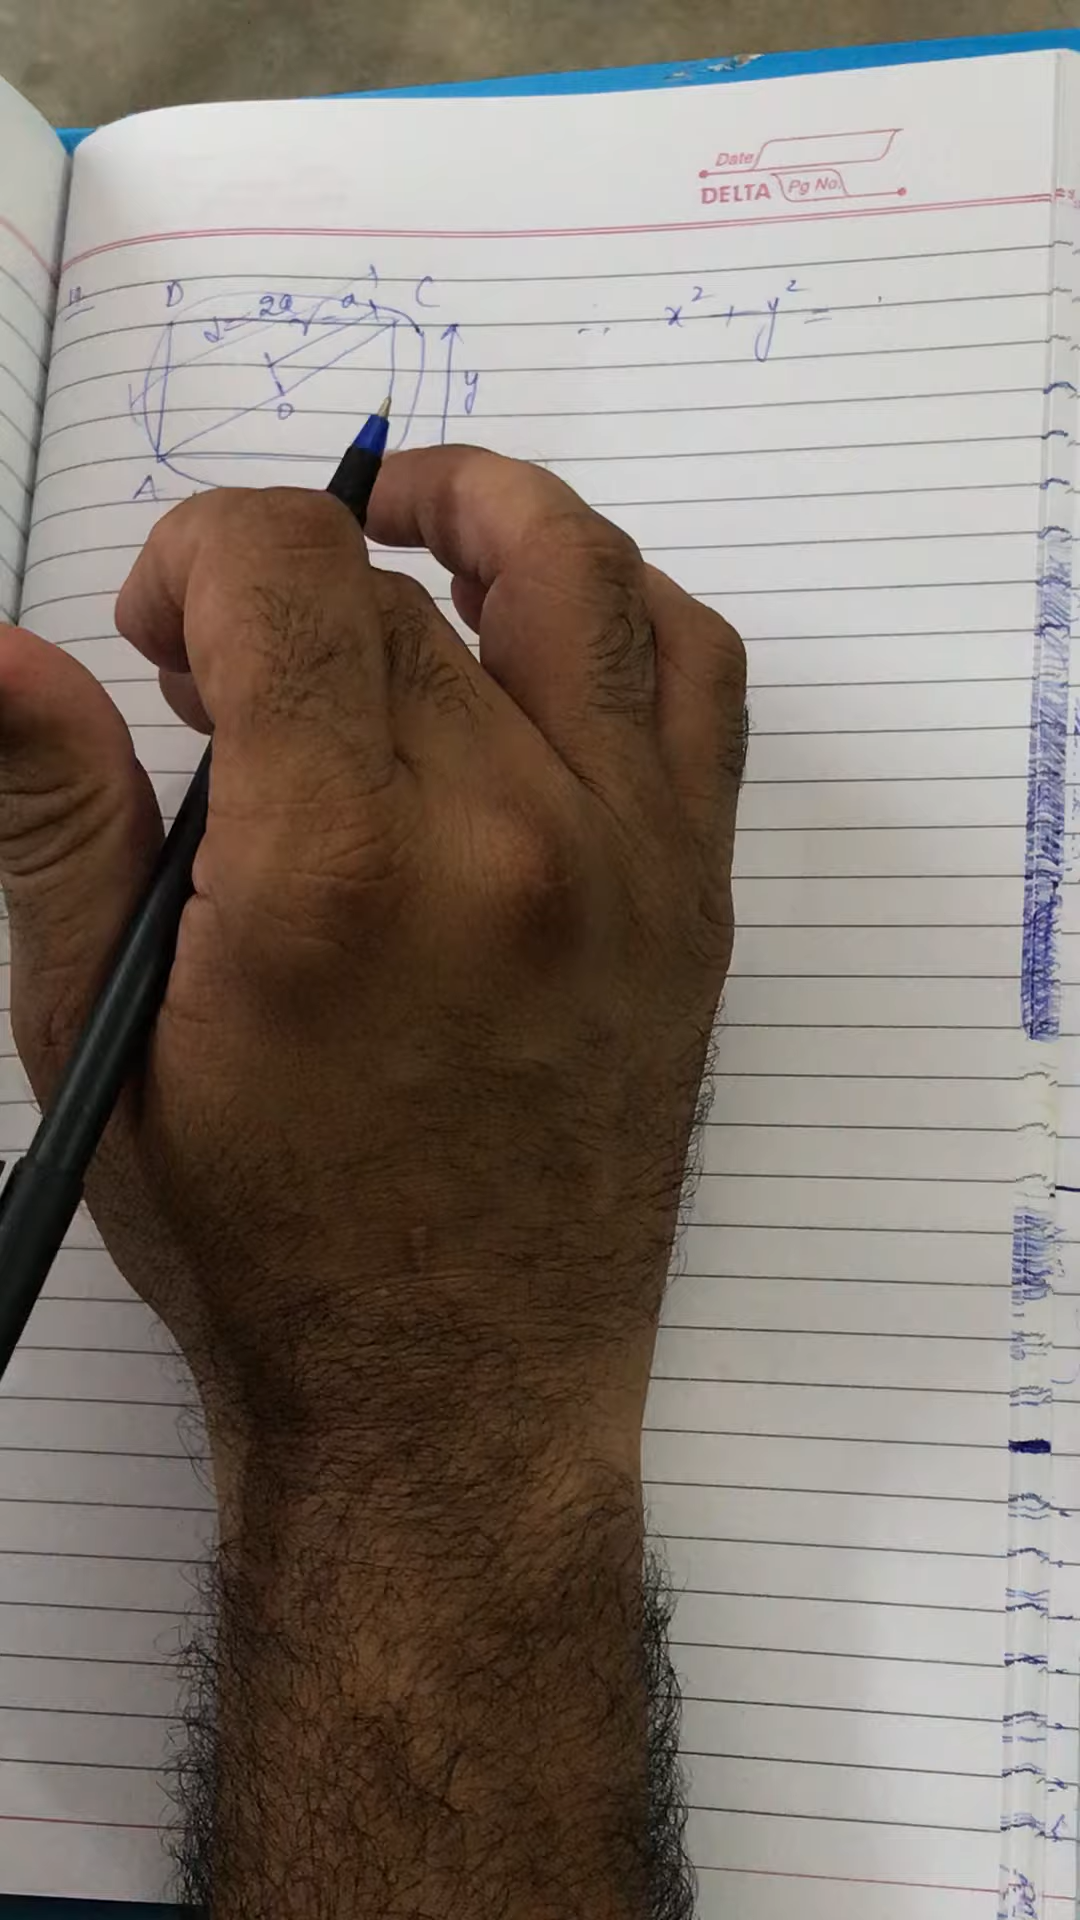 Date
DELTA Pg No.
D 2a a C
∴ x² + y² =
y
O
A